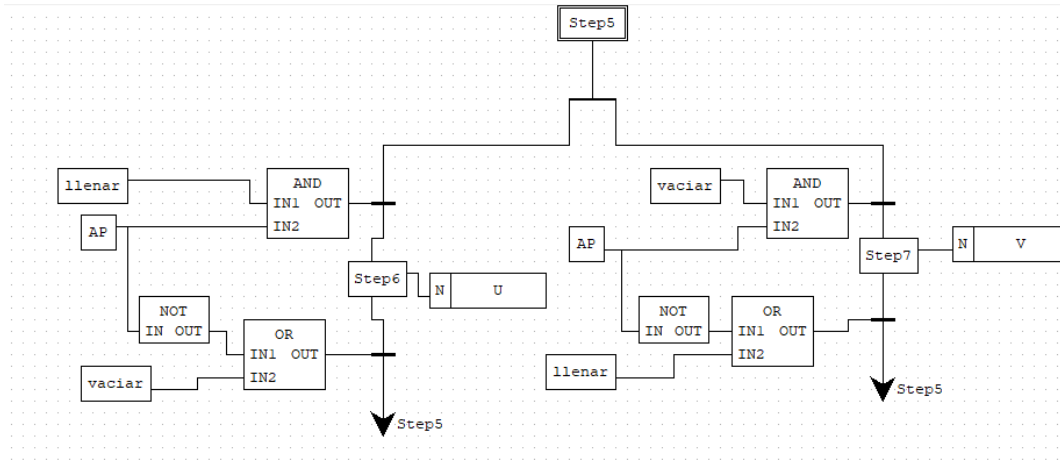 Step5
llenar
AND
IN1 OUT
IN2
AP
Step6
N U
NOT
IN OUT
OR
IN1 OUT
IN2
vaciar
Step5
vaciar
AND
IN1 OUT
IN2
AP
Step7
N V
NOT
IN OUT
OR
IN1 OUT
IN2
llenar
Step5